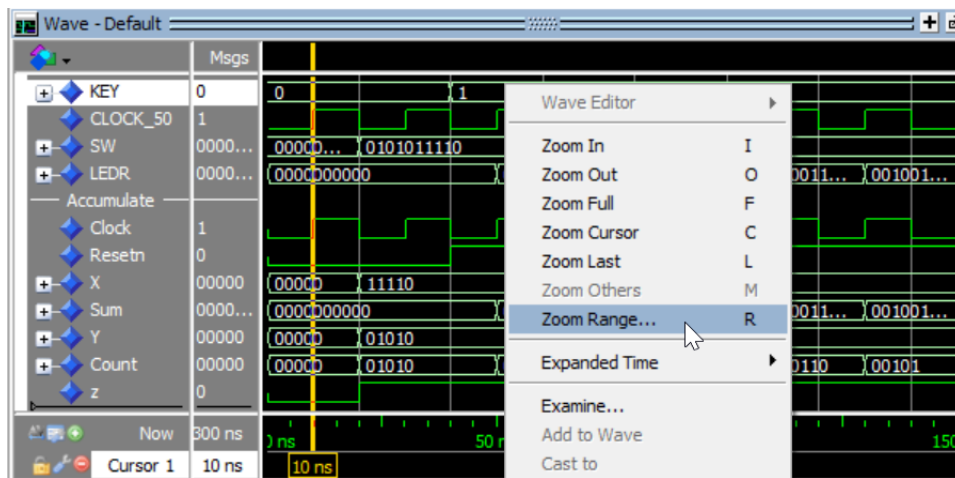 Wave - Default
Msgs
KEY 0 0 1
CLOCK_50 1
SW 0000... 00000... 0101011110
LEDR 0000... 0000000000 0011... 001001...
Accumulate
Clock 1
Resetn 0
X 00000 00000 11110
Sum 0000... 0000000000 0011... 001001...
Y 00000 00000 01010
Count 00000 00000 01010 0110 00101
z 0
Now 300 ns 0 ns 50 n 150
Cursor 1 10 ns 10 ns
Wave Editor
Zoom In I
Zoom Out O
Zoom Full F
Zoom Cursor C
Zoom Last L
Zoom Others M
Zoom Range... R
Expanded Time
Examine...
Add to Wave
Cast to